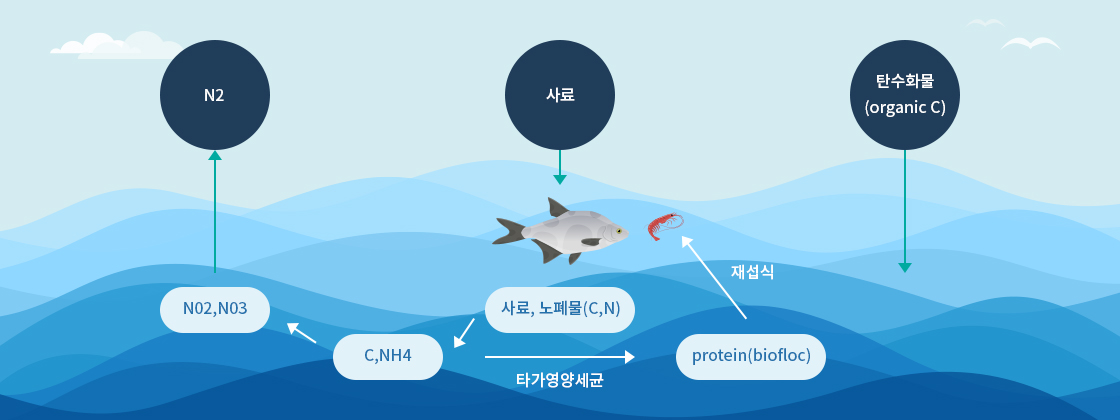 N2
사료
탄수화물
(organic C)
재섭식
N02,N03
사료, 노폐물(C,N)
C,NH4
protein(biofloc)
타가영양세균